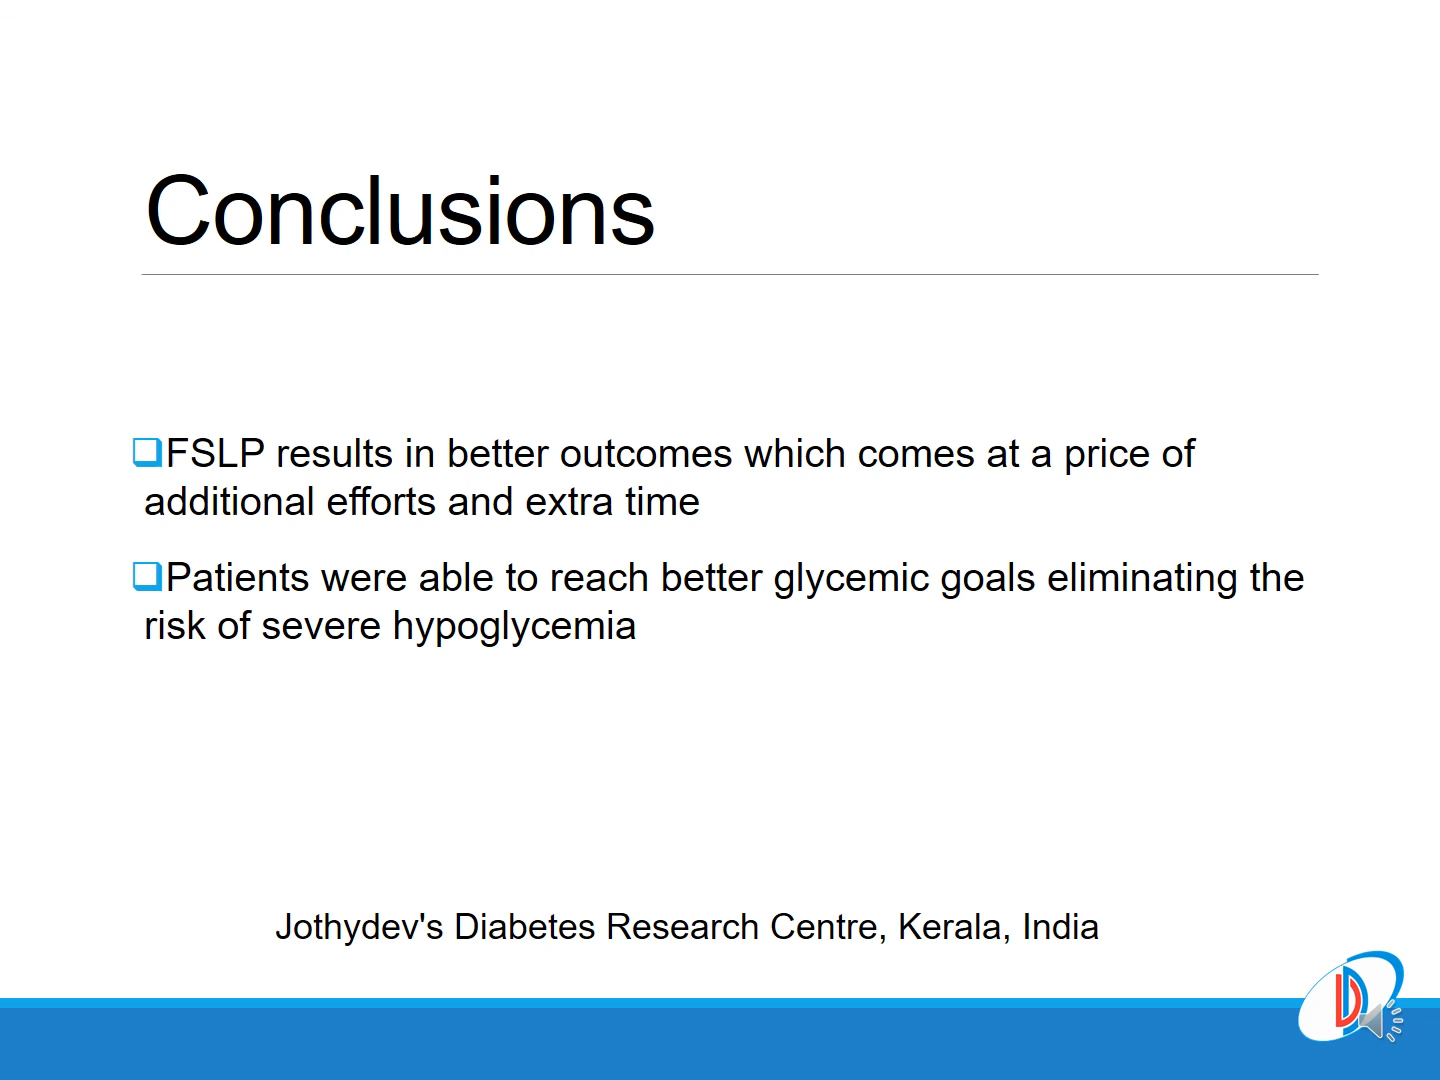 Conclusions
❑FSLP results in better outcomes which comes at a price of
additional efforts and extra time
❑Patients were able to reach better glycemic goals eliminating the
risk of severe hypoglycemia
Jothydev's Diabetes Research Centre, Kerala, India